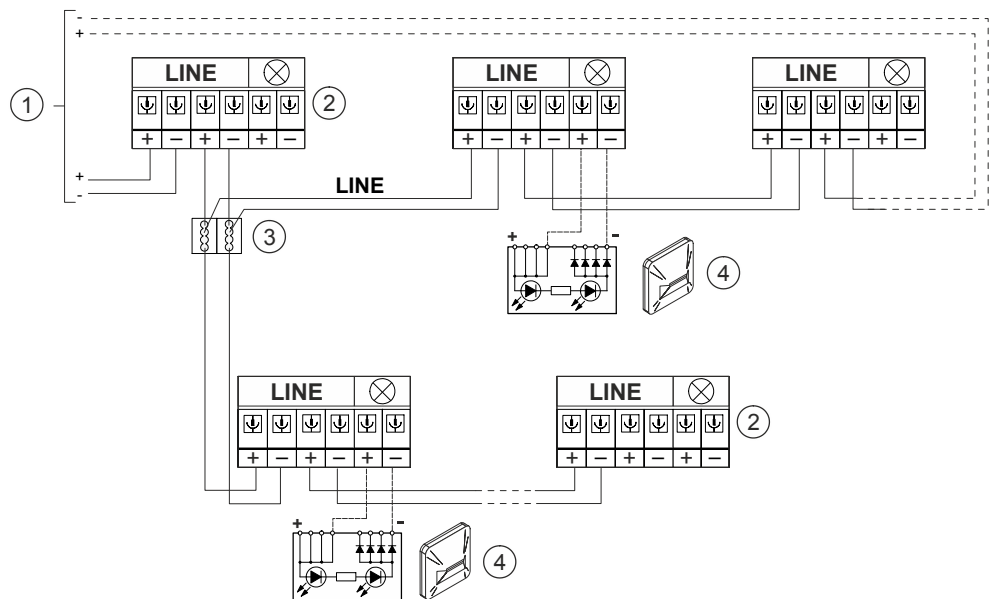 -
+
LINE
LINE
LINE
1
2
+ − + − + −
+ − + − + −
+ − + − + −
+
-
LINE
3
+ -
4
LINE
LINE
2
+ − + − + −
+ − + − + −
+ -
4